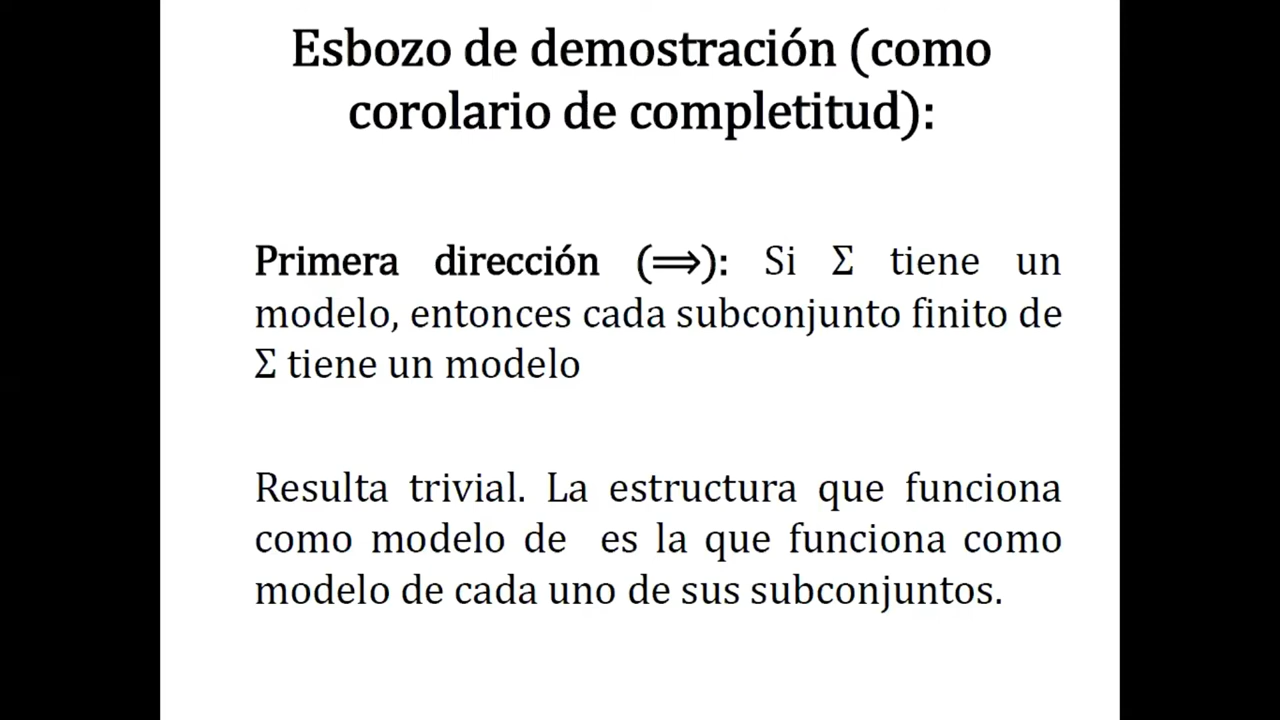 Esbozo de demostración (como
corolario de completitud):
Primera dirección (⟹): Si Σ tiene un
modelo, entonces cada subconjunto finito de
Σ tiene un modelo
Resulta trivial. La estructura que funciona
como modelo de  es la que funciona como
modelo de cada uno de sus subconjuntos.